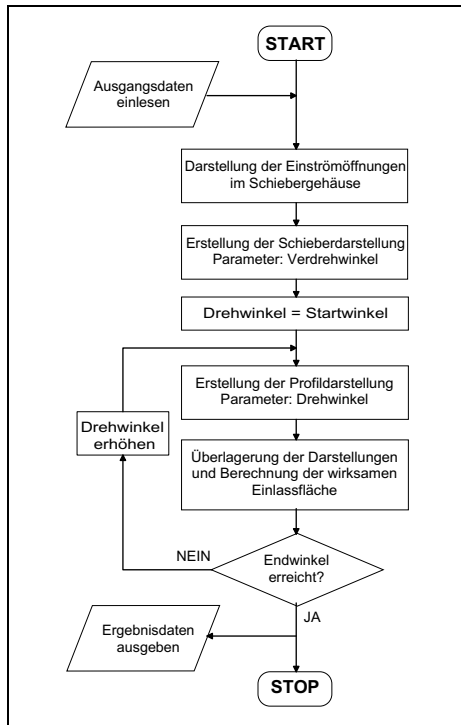 START
Ausgangsdaten
einlesen
Darstellung der Einströmöffnungen
im Schiebergehäuse
Erstellung der Schieberdarstellung
Parameter: Verdrehwinkel
Drehwinkel = Startwinkel
Erstellung der Profildarstellung
Parameter: Drehwinkel
Drehwinkel
erhöhen
Überlagerung der Darstellungen
und Berechnung der wirksamen
Einlassfläche
NEIN
Endwinkel
erreicht?
JA
Ergebnisdaten
ausgeben
STOP